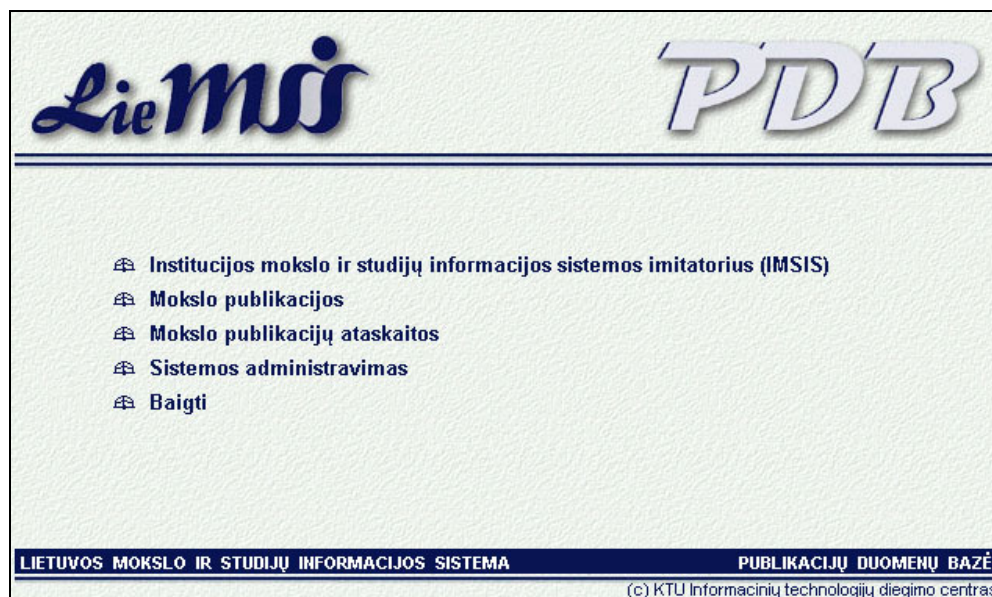 LieMSIS PDB
Institucijos mokslo ir studijų informacijos sistemos imitatorius (IMSIS)
Mokslo publikacijos
Mokslo publikacijų ataskaitos
Sistemos administravimas
Baigti
LIETUVOS MOKSLO IR STUDIJŲ INFORMACIJOS SISTEMA PUBLIKACIJŲ DUOMENŲ BAZĖ
(c) KTU Informacinių technologijų diegimo centras